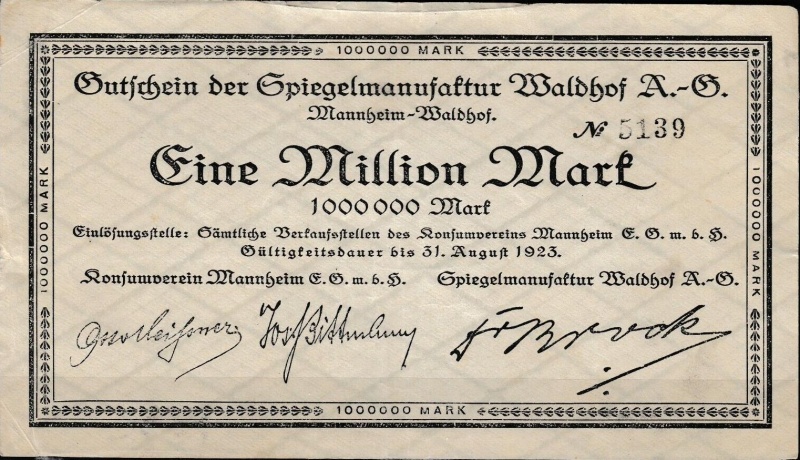 1000000 MARK
Gutschein der Spiegelmanufaktur Waldhof A.-G.
Mannheim-Waldhof.
№ 5139
Eine Million Mark
1000000 Mark
Einlösungsstelle: Sämtliche Verkaufsstellen des Konsumvereins Mannheim E. G. m. b. H.
Gültigkeitsdauer bis 31. August 1923.
Konsumverein Mannheim E. G. m. b. H. Spiegelmanufaktur Waldhof A.-G.
1000000 MARK
1000000 MARK
1000000 MARK